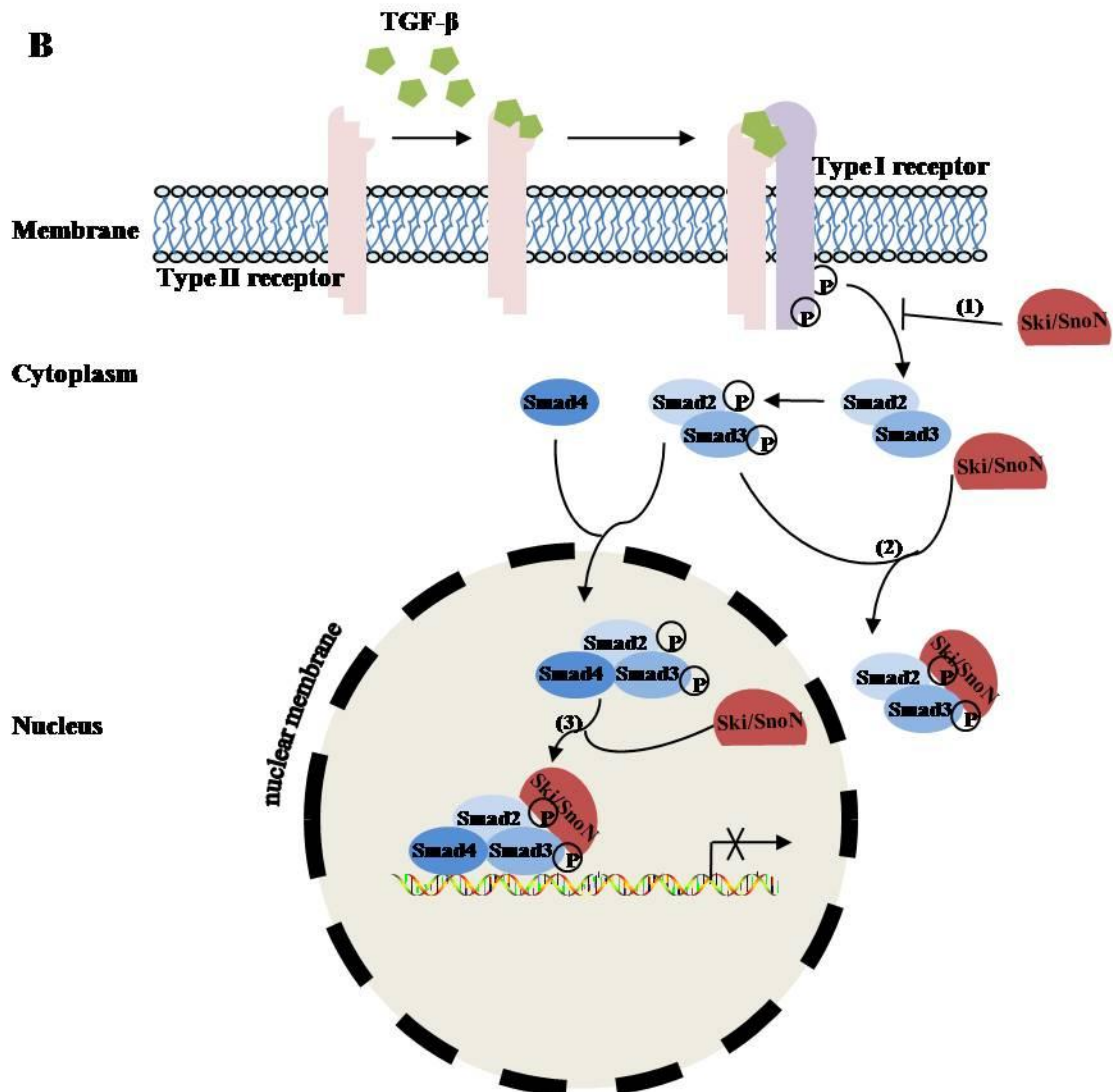 B
TGF-β
Type I receptor
Membrane
Type II receptor
P
P
(1)
Ski/SnoN
Cytoplasm
Smad4
Smad2
P
Smad3
P
Smad2
Smad3
Ski/SnoN
(2)
nuclear membrane
Smad2
P
Smad4
Smad3
P
Ski/SnoN
Smad2
P
Smad3
P
Nucleus
(3)
Ski/SnoN
Ski/SnoN
Smad2
P
Smad4
Smad3
P